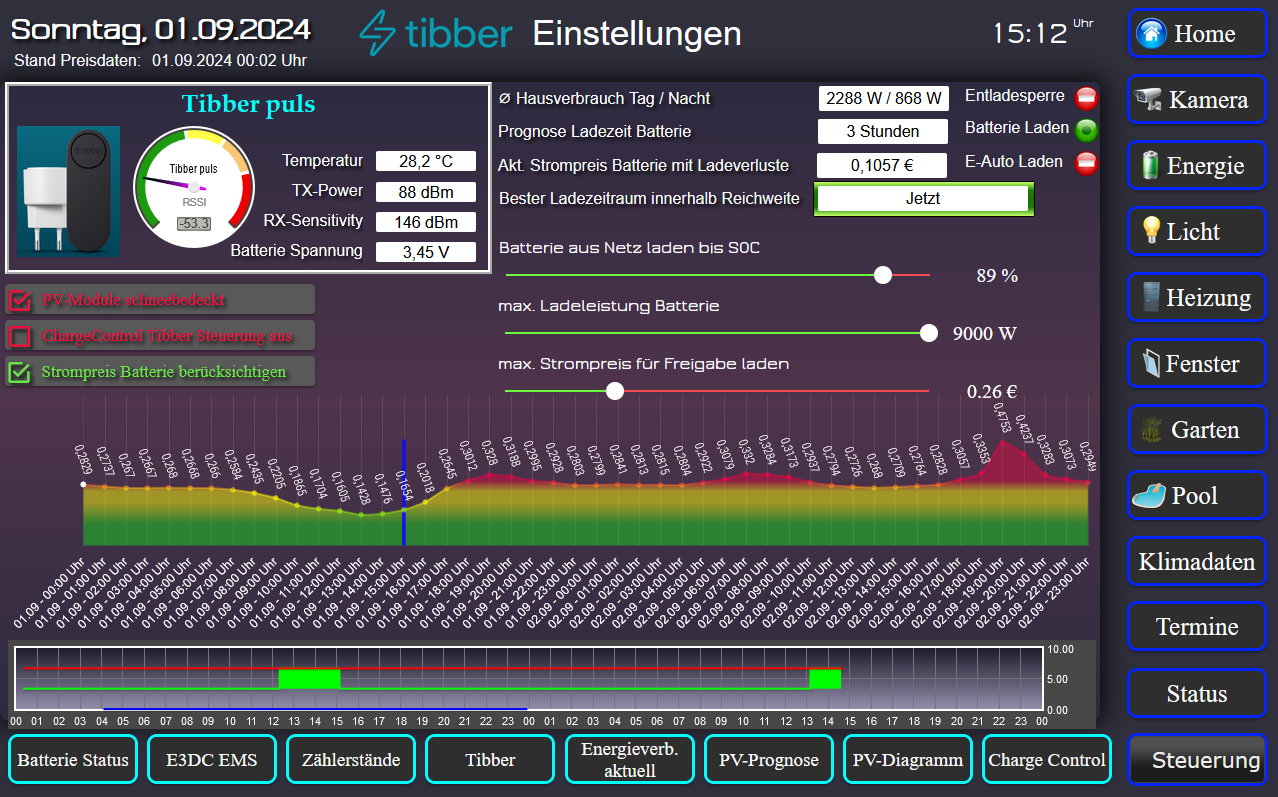 Sonntag, 01.09.2024
Stand Preisdaten: 01.09.2024 00:02 Uhr
tibber Einstellungen
15:12 Uhr
Tibber puls
Tibber puls
RSSI
-53.3
Temperatur 28,2 °C
TX-Power 88 dBm
RX-Sensitivity 146 dBm
Batterie Spannung 3,45 V
ø Hausverbrauch Tag / Nacht 2288 W / 868 W
Prognose Ladezeit Batterie 3 Stunden
Akt. Strompreis Batterie mit Ladeverluste 0,1057 €
Bester Ladezeitraum innerhalb Reichweite Jetzt
Entladesperre
Batterie Laden
E-Auto Laden
Batterie aus Netz laden bis SOC
89 %
max. Ladeleistung Batterie
9000 W
max. Strompreis für Freigabe laden
0.26 €
PV-Module schneebedeckt
ChargeControl Tibber Steuerung aus
Strompreis Batterie berücksichtigen
0,2829 0,2737 0,267 0,2667 0,268 0,2668 0,266 0,2584 0,2435 0,2205 0,1865 0,1704 0,1605 0,1428 0,1476 0,1654 0,2018 0,2645 0,3012 0,328 0,3188 0,2995 0,2928 0,2803 0,2799 0,2841 0,2813 0,2815 0,2804 0,2922 0,3079 0,332 0,3284 0,3173 0,2937 0,2794 0,2726 0,268 0,2709 0,2764 0,2828 0,3057 0,3353 0,4753 0,4237 0,3283 0,3073 0,2949
01.09 - 00:00 Uhr
01.09 - 01:00 Uhr
01.09 - 02:00 Uhr
01.09 - 03:00 Uhr
01.09 - 04:00 Uhr
01.09 - 05:00 Uhr
01.09 - 06:00 Uhr
01.09 - 07:00 Uhr
01.09 - 08:00 Uhr
01.09 - 09:00 Uhr
01.09 - 10:00 Uhr
01.09 - 11:00 Uhr
01.09 - 12:00 Uhr
01.09 - 13:00 Uhr
01.09 - 14:00 Uhr
01.09 - 15:00 Uhr
01.09 - 16:00 Uhr
01.09 - 17:00 Uhr
01.09 - 18:00 Uhr
01.09 - 19:00 Uhr
01.09 - 20:00 Uhr
01.09 - 21:00 Uhr
01.09 - 22:00 Uhr
01.09 - 23:00 Uhr
02.09 - 00:00 Uhr
02.09 - 01:00 Uhr
02.09 - 02:00 Uhr
02.09 - 03:00 Uhr
02.09 - 04:00 Uhr
02.09 - 05:00 Uhr
02.09 - 06:00 Uhr
02.09 - 07:00 Uhr
02.09 - 08:00 Uhr
02.09 - 09:00 Uhr
02.09 - 10:00 Uhr
02.09 - 11:00 Uhr
02.09 - 12:00 Uhr
02.09 - 13:00 Uhr
02.09 - 14:00 Uhr
02.09 - 15:00 Uhr
02.09 - 16:00 Uhr
02.09 - 17:00 Uhr
02.09 - 18:00 Uhr
02.09 - 19:00 Uhr
02.09 - 20:00 Uhr
02.09 - 21:00 Uhr
02.09 - 22:00 Uhr
02.09 - 23:00 Uhr
10.00
5.00
0.00
00 01 02 03 04 05 06 07 08 09 10 11 12 13 14 15 16 17 18 19 20 21 22 23 00 01 02 03 04 05 06 07 08 09 10 11 12 13 14 15 16 17 18 19 20 21 22 23 00
Batterie Status
E3DC EMS
Zählerstände
Tibber
Energieverb.
aktuell
PV-Prognose
PV-Diagramm
Charge Control
Home
Kamera
Energie
Licht
Heizung
Fenster
Garten
Pool
Klimadaten
Termine
Status
Steuerung